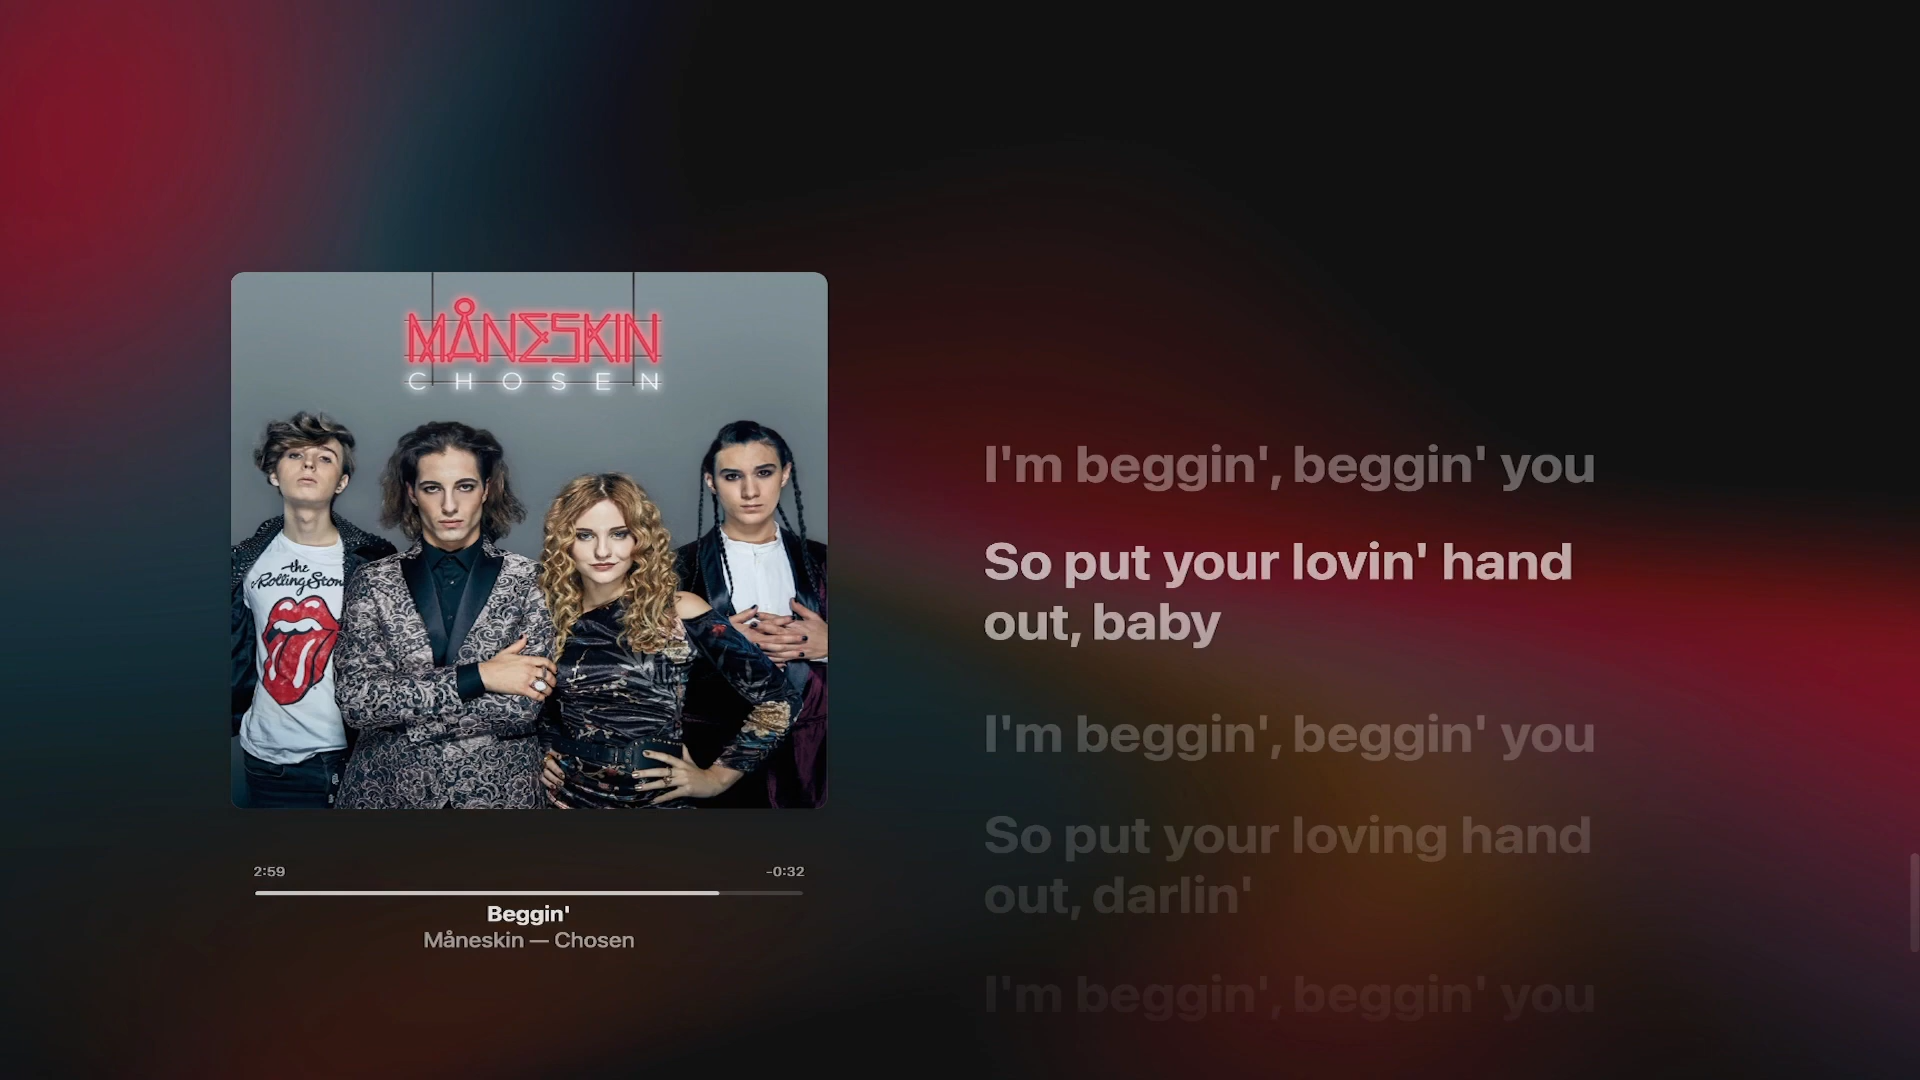 MÅNESKIN
CHOSEN
the
Rolling Ston
2:59
-0:32
Beggin'
Måneskin — Chosen
I'm beggin', beggin' you
So put your lovin' hand
out, baby
I'm beggin', beggin' you
So put your loving hand
out, darlin'
I'm beggin', beggin' you